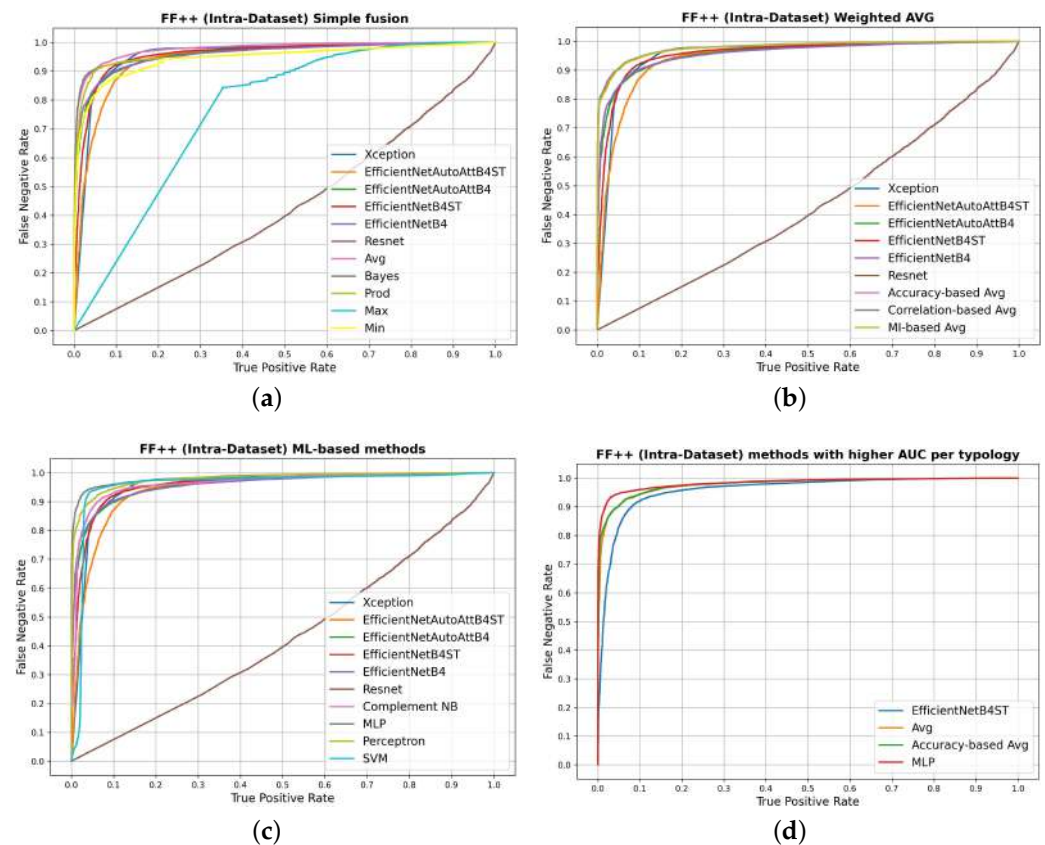 FF++ (Intra-Dataset) Simple fusion
False Negative Rate
1.0
0.9
0.8
0.7
0.6
0.5
0.4
0.3
0.2
0.1
0.0
Xception
EfficientNetAutoAttB4ST
EfficientNetAutoAttB4
EfficientNetB4ST
EfficientNetB4
Resnet
Avg
Bayes
Prod
Max
Min
0.0 0.1 0.2 0.3 0.4 0.5 0.6 0.7 0.8 0.9 1.0
True Positive Rate
(a)
FF++ (Intra-Dataset) Weighted AVG
False Negative Rate
1.0
0.9
0.8
0.7
0.6
0.5
0.4
0.3
0.2
0.1
0.0
Xception
EfficientNetAutoAttB4ST
EfficientNetAutoAttB4
EfficientNetB4ST
EfficientNetB4
Resnet
Accuracy-based Avg
Correlation-based Avg
MI-based Avg
0.0 0.1 0.2 0.3 0.4 0.5 0.6 0.7 0.8 0.9 1.0
True Positive Rate
(b)
FF++ (Intra-Dataset) ML-based methods
False Negative Rate
1.0
0.9
0.8
0.7
0.6
0.5
0.4
0.3
0.2
0.1
0.0
Xception
EfficientNetAutoAttB4ST
EfficientNetAutoAttB4
EfficientNetB4ST
EfficientNetB4
Resnet
Complement NB
MLP
Perceptron
SVM
0.0 0.1 0.2 0.3 0.4 0.5 0.6 0.7 0.8 0.9 1.0
True Positive Rate
(c)
FF++ (Intra-Dataset) methods with higher AUC per typology
False Negative Rate
1.0
0.9
0.8
0.7
0.6
0.5
0.4
0.3
0.2
0.1
0.0
EfficientNetB4ST
Avg
Accuracy-based Avg
MLP
0.0 0.1 0.2 0.3 0.4 0.5 0.6 0.7 0.8 0.9 1.0
True Positive Rate
(d)